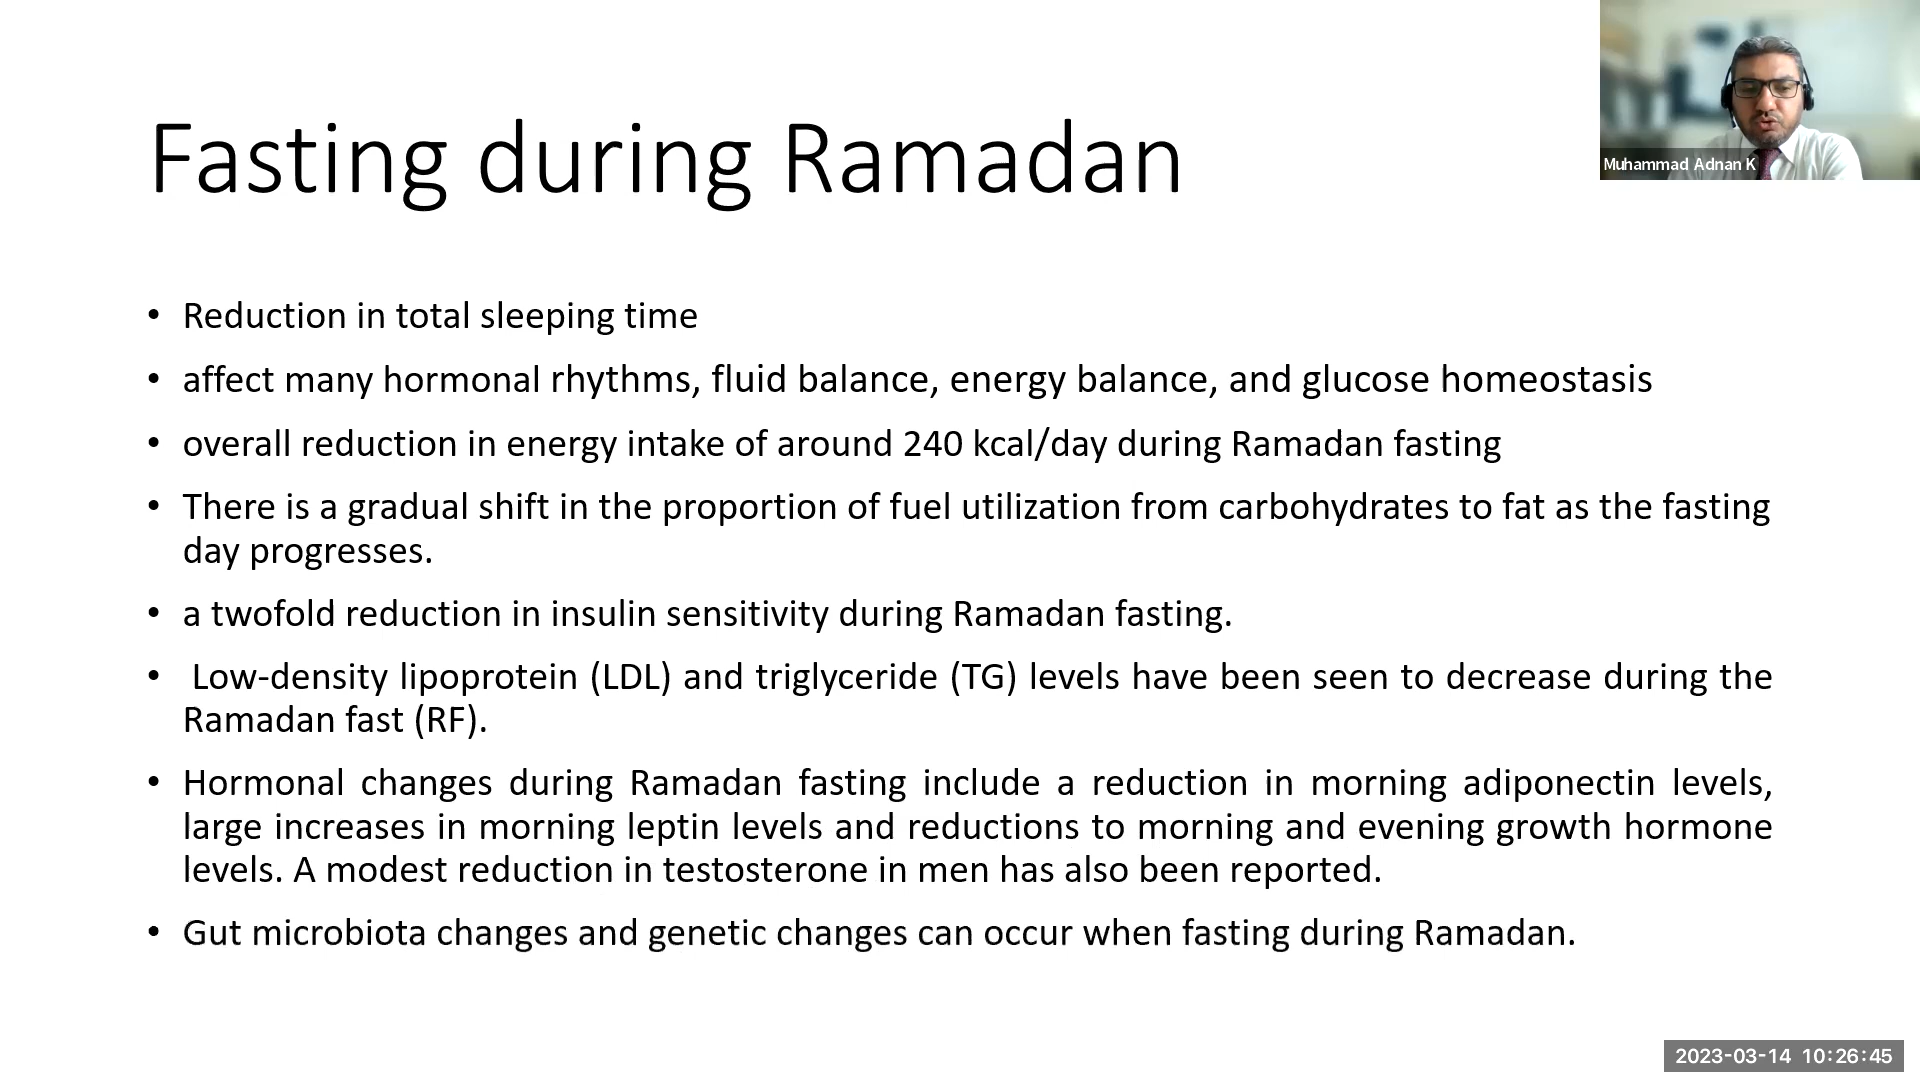 Fasting during Ramadan
Muhammad Adnan K
• Reduction in total sleeping time
• affect many hormonal rhythms, fluid balance, energy balance, and glucose homeostasis
• overall reduction in energy intake of around 240 kcal/day during Ramadan fasting
• There is a gradual shift in the proportion of fuel utilization from carbohydrates to fat as the fasting
day progresses.
• a twofold reduction in insulin sensitivity during Ramadan fasting.
• Low-density lipoprotein (LDL) and triglyceride (TG) levels have been seen to decrease during the
Ramadan fast (RF).
• Hormonal changes during Ramadan fasting include a reduction in morning adiponectin levels,
large increases in morning leptin levels and reductions to morning and evening growth hormone
levels. A modest reduction in testosterone in men has also been reported.
• Gut microbiota changes and genetic changes can occur when fasting during Ramadan.
2023-03-14 10:26:45